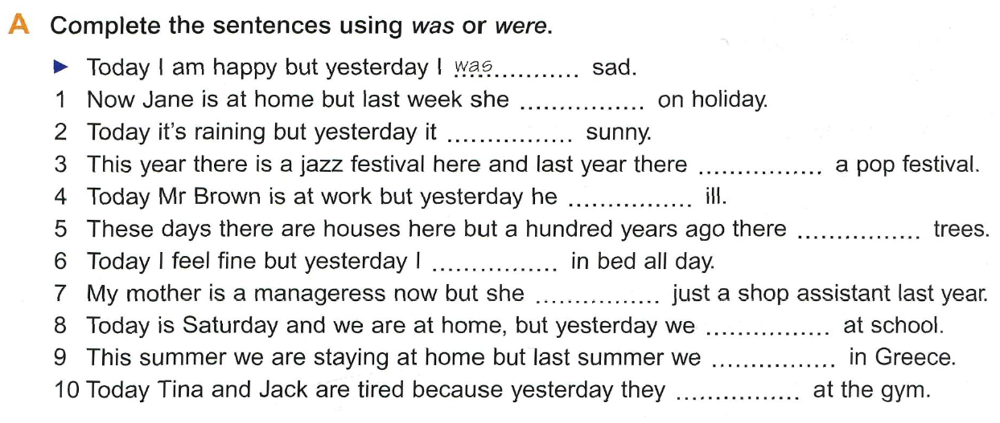 A Complete the sentences using was or were.
► Today I am happy but yesterday I was................ sad.
1 Now Jane is at home but last week she ................ on holiday.
2 Today it's raining but yesterday it ................ sunny.
3 This year there is a jazz festival here and last year there ................ a pop festival.
4 Today Mr Brown is at work but yesterday he ................ ill.
5 These days there are houses here but a hundred years ago there ................ trees.
6 Today I feel fine but yesterday I ................ in bed all day.
7 My mother is a manageress now but she ................ just a shop assistant last year.
8 Today is Saturday and we are at home, but yesterday we ................ at school.
9 This summer we are staying at home but last summer we ................ in Greece.
10 Today Tina and Jack are tired because yesterday they ................ at the gym.